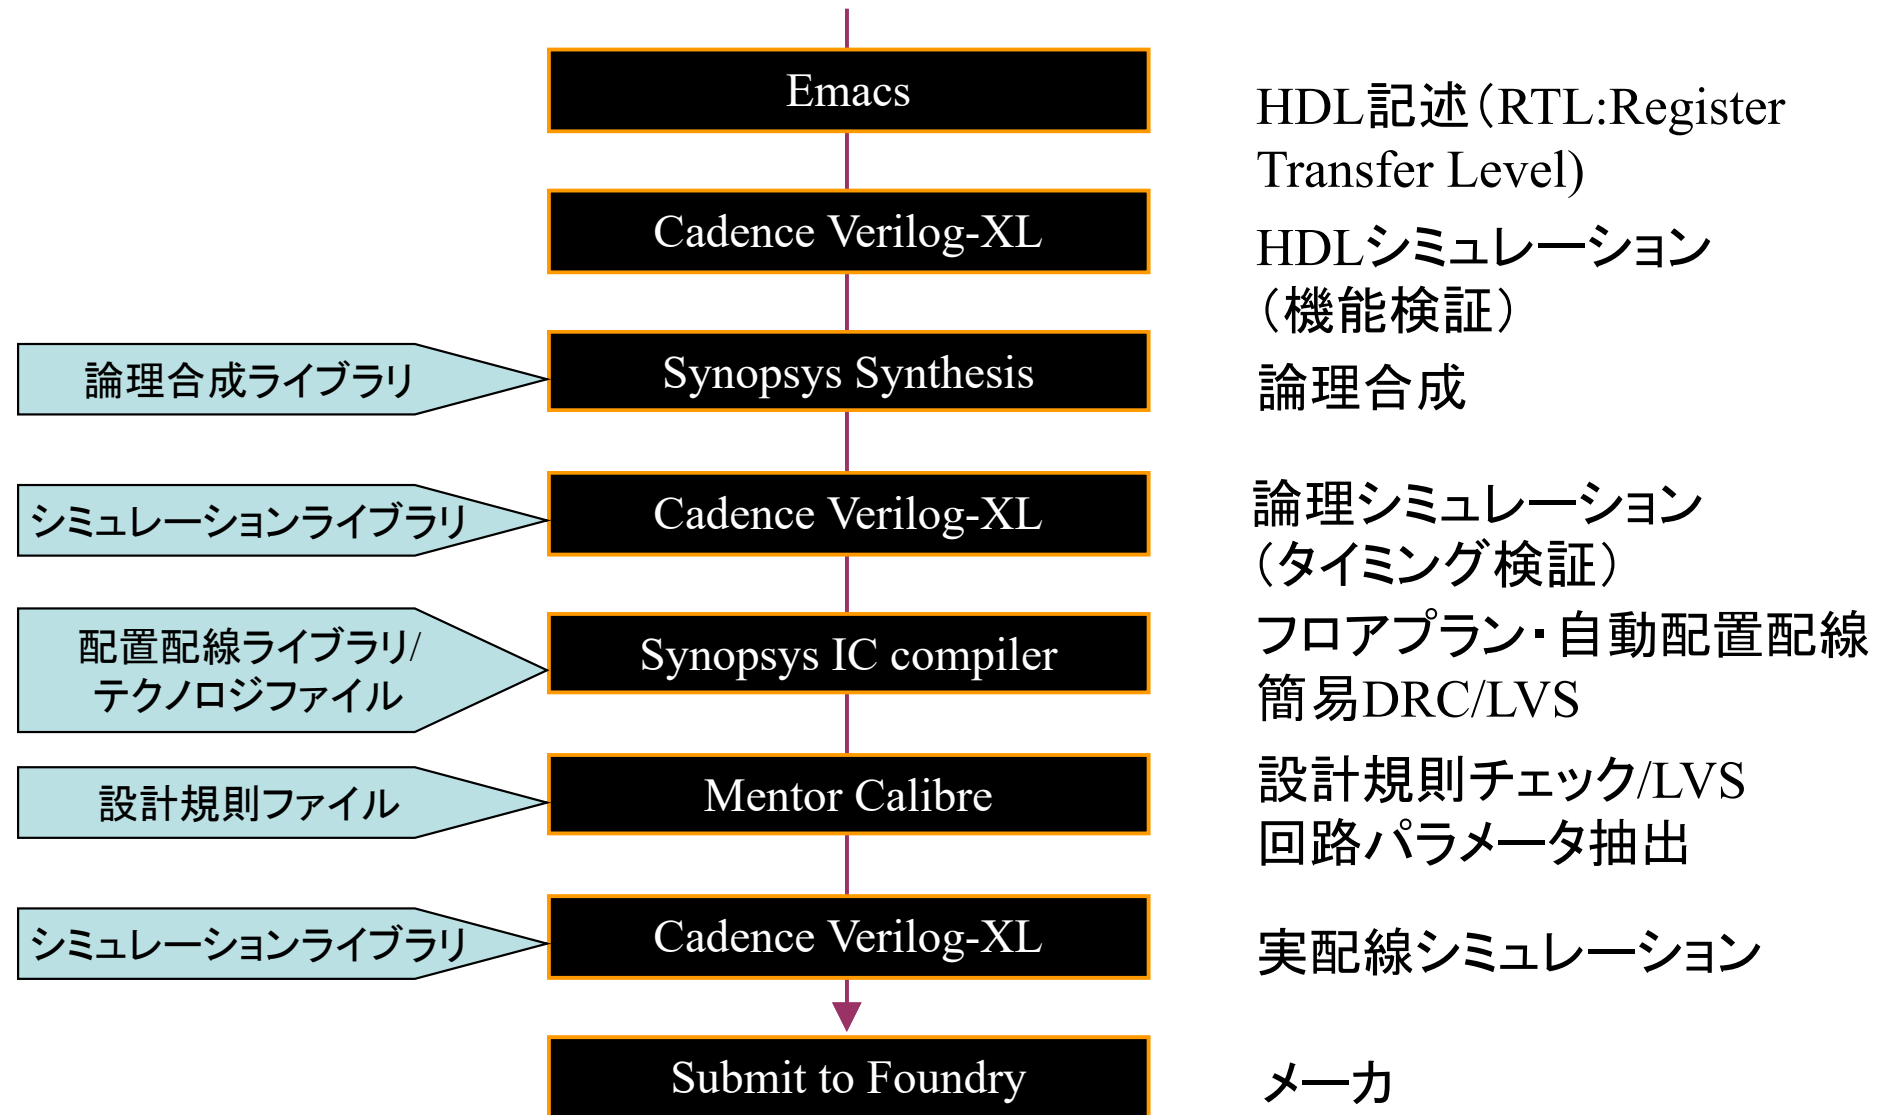 Emacs
HDL記述（RTL:Register
Transfer Level)
Cadence Verilog-XL
HDLシミュレーション
（機能検証）
論理合成ライブラリ
Synopsys Synthesis
論理合成
シミュレーションライブラリ
Cadence Verilog-XL
論理シミュレーション
（タイミング検証）
配置配線ライブラリ/
テクノロジファイル
Synopsys IC compiler
フロアプラン・自動配置配線
簡易DRC/LVS
設計規則ファイル
Mentor Calibre
設計規則チェック/LVS
回路パラメータ抽出
シミュレーションライブラリ
Cadence Verilog-XL
実配線シミュレーション
Submit to Foundry
メーカ